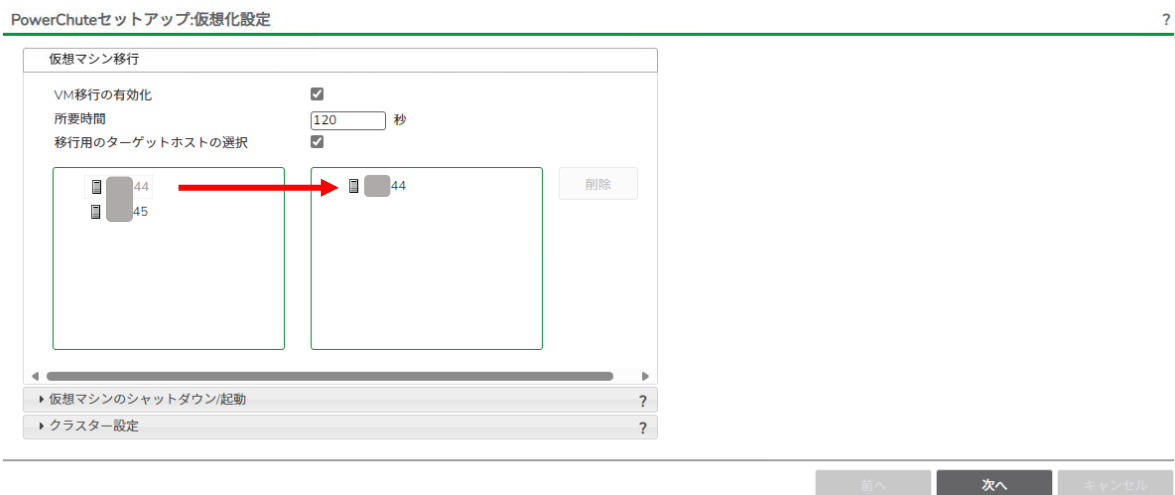 PowerChuteセットアップ:仮想化設定 ?
仮想マシン移行
VM移行の有効化
所要時間 120 秒
移行用のターゲットホストの選択
44 44 削除
45
仮想マシンのシャットダウン/起動 ?
クラスター設定 ?
前へ 次へ キャンセル